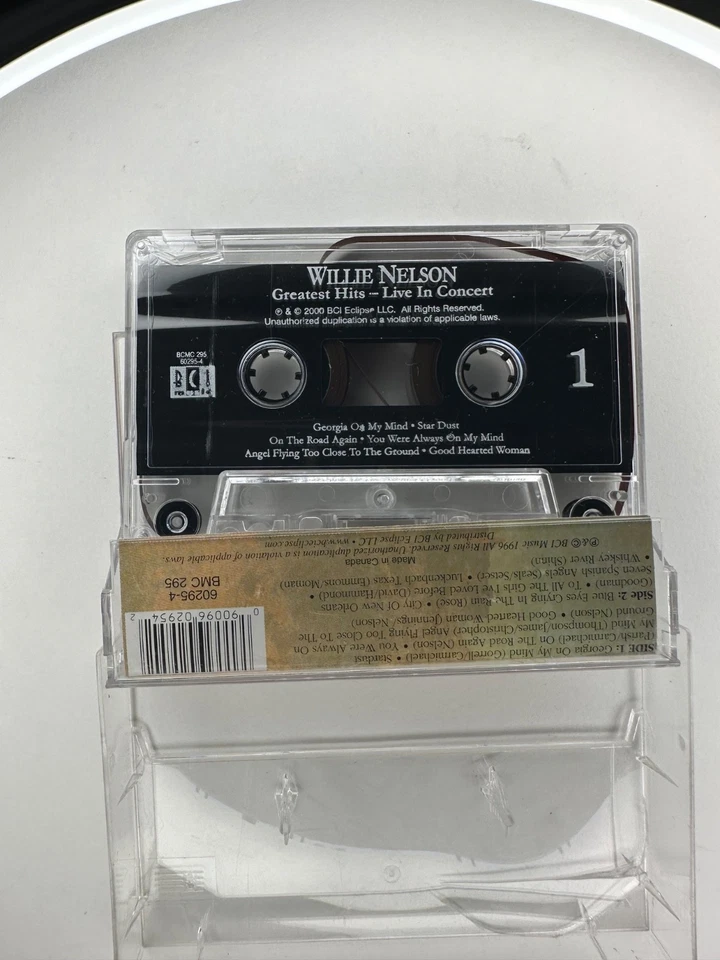 WILLIE NELSON
Greatest Hits – Live In Concert
℗ & © 2000 BCI Eclipse LLC. All Rights Reserved.
Unauthorized duplication is a violation of applicable laws.
BCMC 295
60295-4
BCI
1
Georgia On My Mind • Star Dust
On The Road Again • You Were Always On My Mind
Angel Flying Too Close To The Ground • Good Hearted Woman
SIDE 1: Georgia On My Mind (Gorrell/Carmichael) • Stardust
(Parish/Carmichael) On The Road Again (Nelson) • You Were Always On
My Mind (Thompson/James/Christopher) Angel Flying Too Close To The
Ground (Nelson) • Good Hearted Woman (Jennings/Nelson)
Side 2: Blue Eyes Crying In The Rain (Rose) • City Of New Orleans
(Goodman) • To All The Girls I've Loved Before (David/Hammond) •
Seven Spanish Angels (Seals/Setser) • Luckenbach Texas (Emmons/Moman)
• Whiskey River (Shinn)
Made in Canada
℗&© BCI Music 1996 All Rights Reserved. Unauthorized duplication is a violation of applicable laws.
Distributed by BCI Eclipse LLC • www.bcieclipse.com
60295-4
BMC 295
0 90096 02954 2